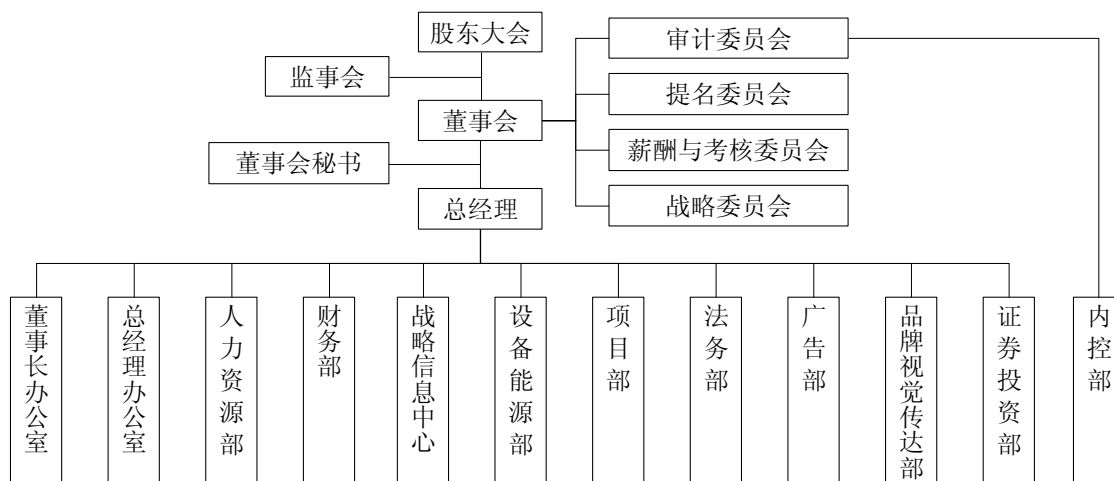 股东大会
审计委员会
监事会
提名委员会
董事会
薪酬与考核委员会
董事会秘书
战略委员会
总经理
董事长办公室
总经理办公室
人力资源部
财务部
战略信息中心
设备能源部
项目部
法务部
广告部
品牌视觉传达部
证券投资部
内控部